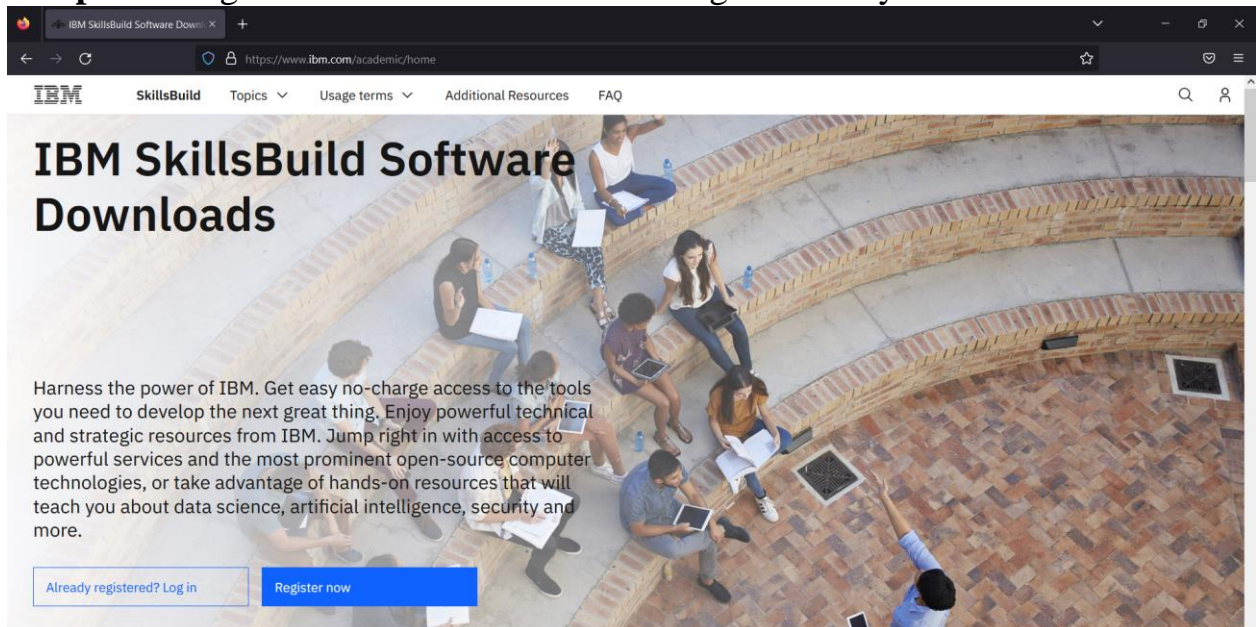 IBM SkillsBuild Software Downl
https://www.ibm.com/academic/home
IBM SkillsBuild Topics Usage terms Additional Resources FAQ
IBM SkillsBuild Software
Downloads
Harness the power of IBM. Get easy no-charge access to the tools
you need to develop the next great thing. Enjoy powerful technical
and strategic resources from IBM. Jump right in with access to
powerful services and the most prominent open-source computer
technologies, or take advantage of hands-on resources that will
teach you about data science, artificial intelligence, security and
more.
Already registered? Log in Register now